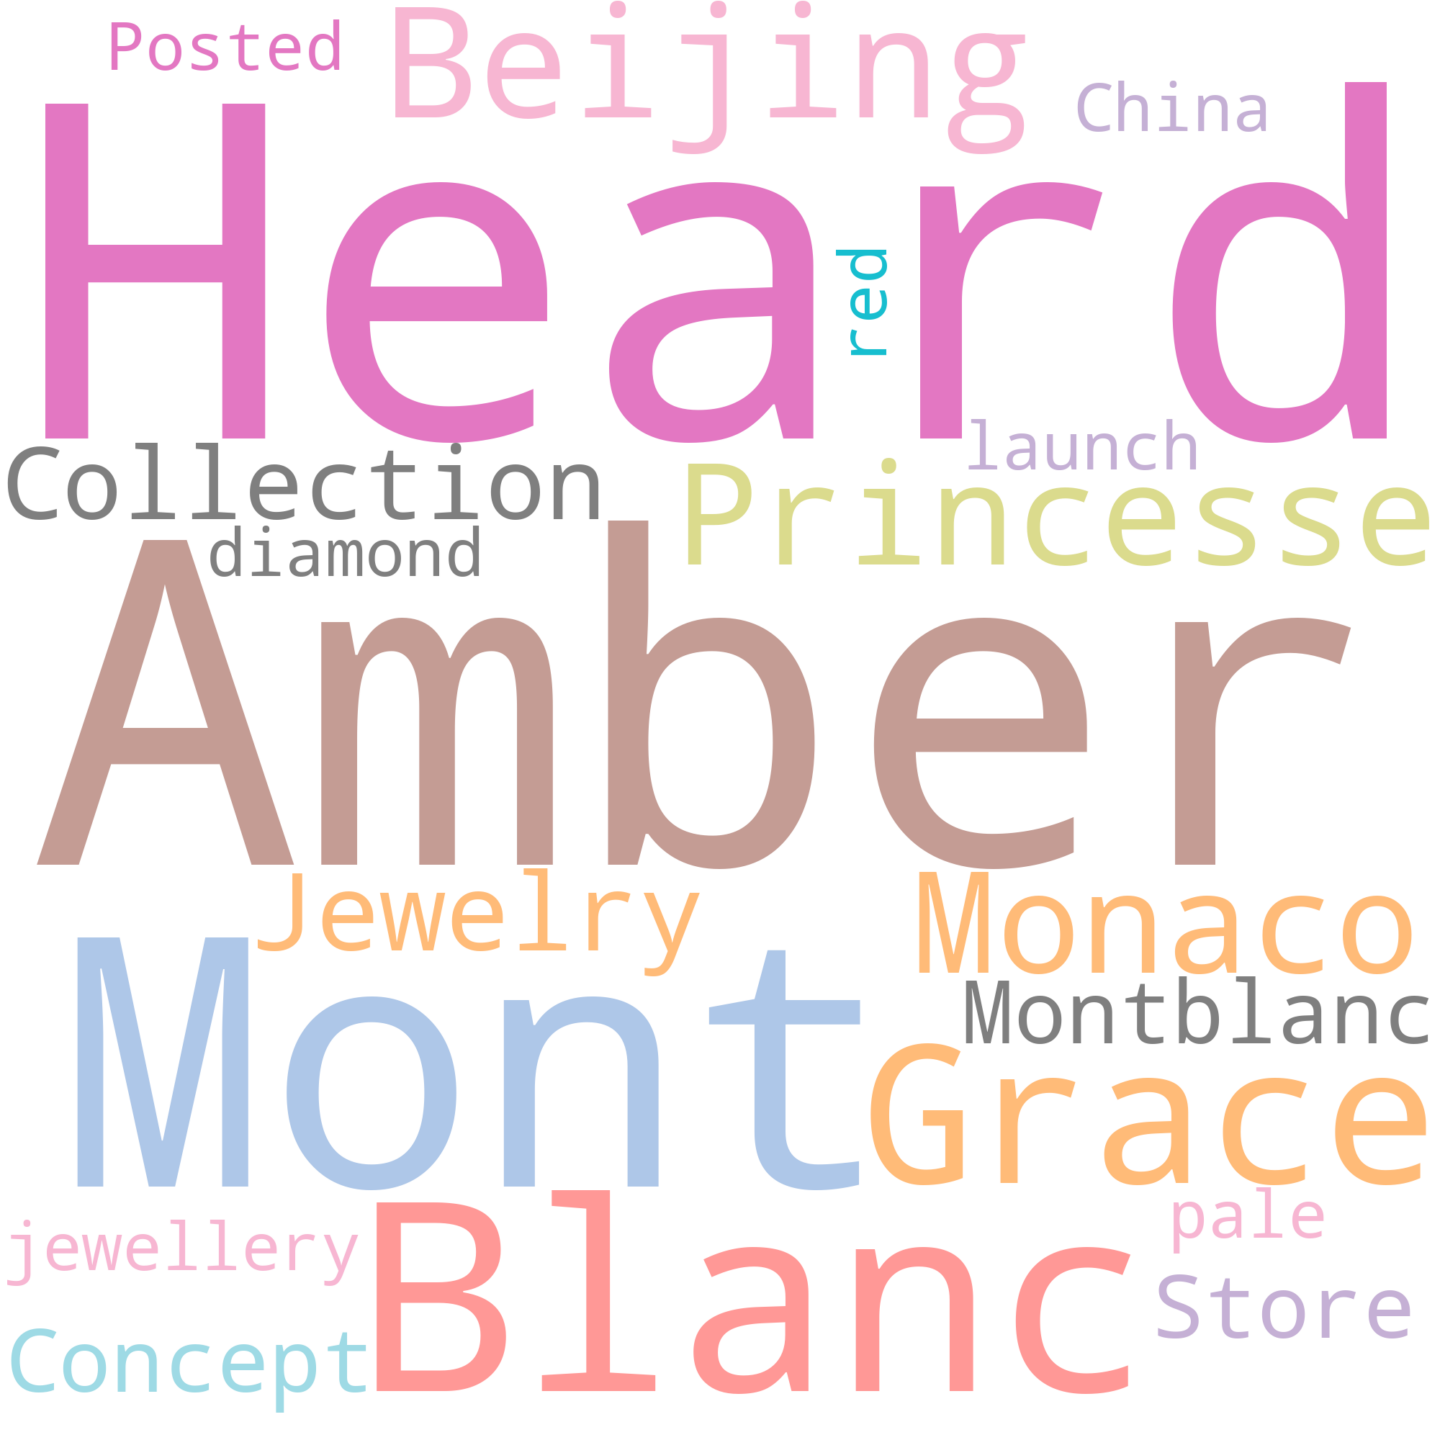 Posted
Beijing
China
Heard
red
launch
Collection
Princesse
diamond
Amber
Jewelry
Monaco
Mont
Montblanc
Grace
pale
jewellery
Blanc
Store
Concept